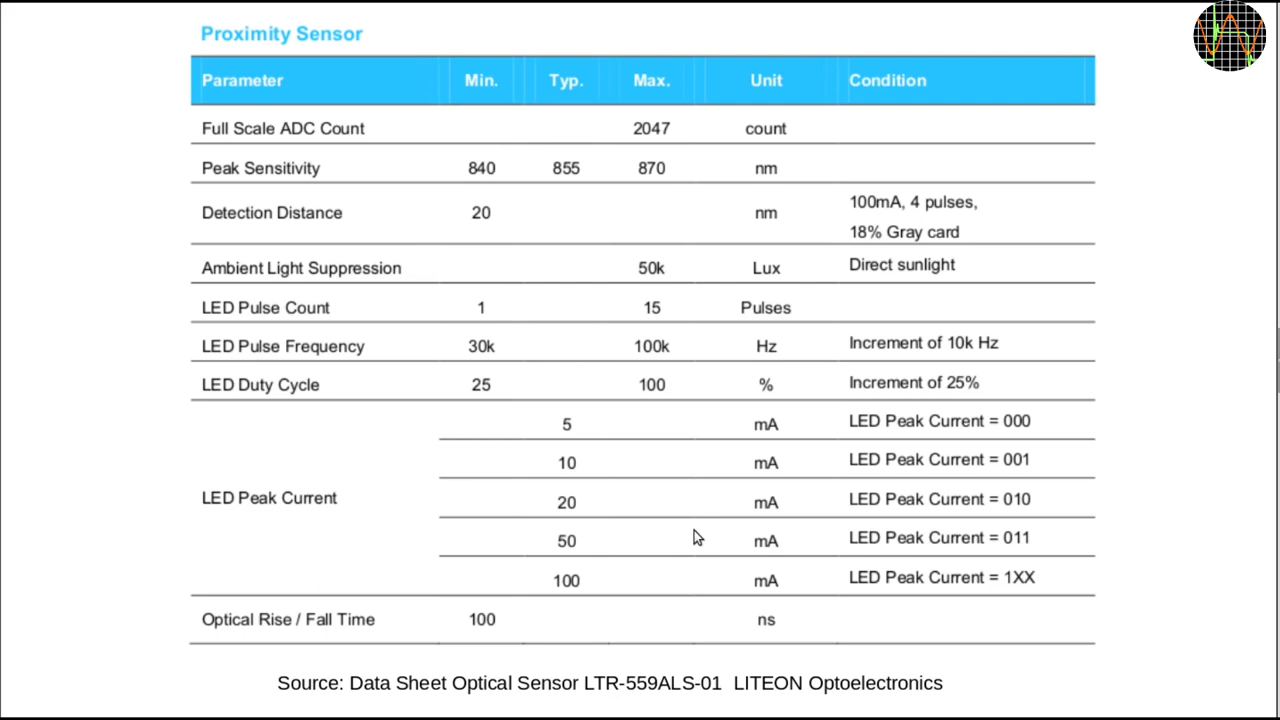 Proximity Sensor
Parameter Min. Typ. Max. Unit Condition
Full Scale ADC Count 2047 count
Peak Sensitivity 840 855 870 nm
Detection Distance 20 nm 100mA, 4 pulses,
18% Gray card
Ambient Light Suppression 50k Lux Direct sunlight
LED Pulse Count 1 15 Pulses
LED Pulse Frequency 30k 100k Hz Increment of 10k Hz
LED Duty Cycle 25 100 % Increment of 25%
5 mA LED Peak Current = 000
10 mA LED Peak Current = 001
LED Peak Current 20 mA LED Peak Current = 010
50 mA LED Peak Current = 011
100 mA LED Peak Current = 1XX
Optical Rise / Fall Time 100 ns
Source: Data Sheet Optical Sensor LTR-559ALS-01 LITEON Optoelectronics